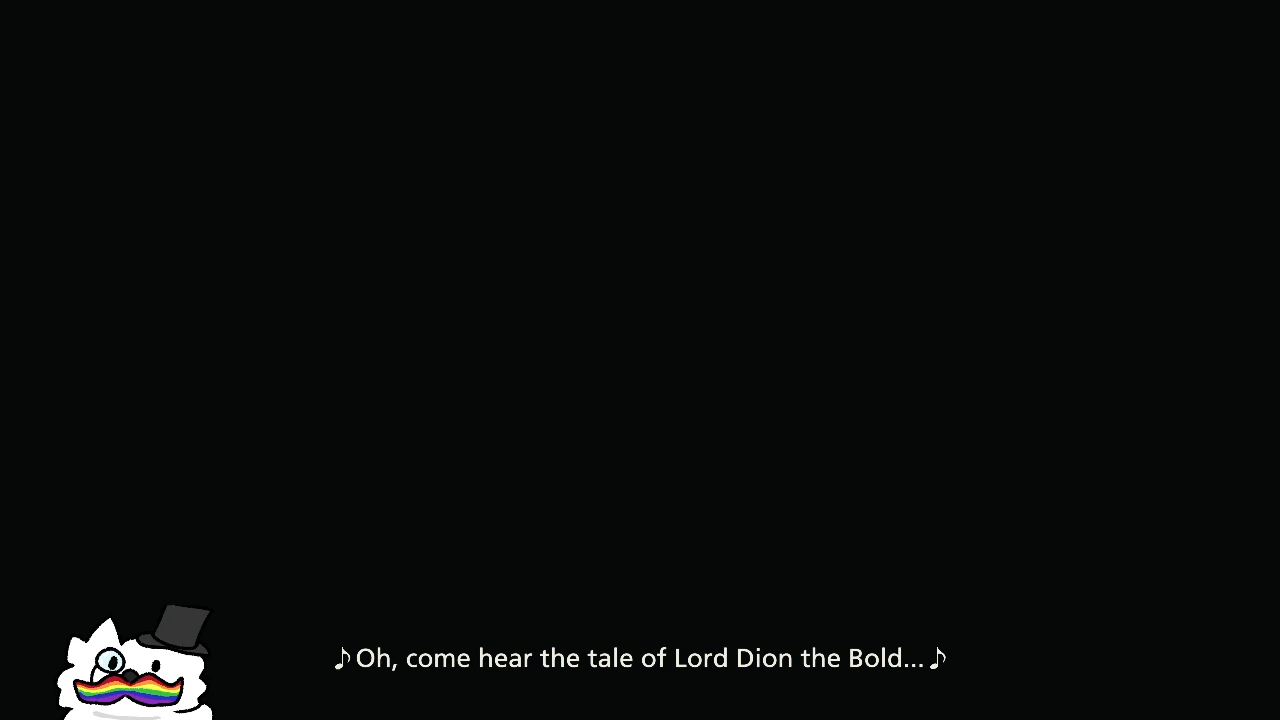 ♪Oh, come hear the tale of Lord Dion the Bold...♪